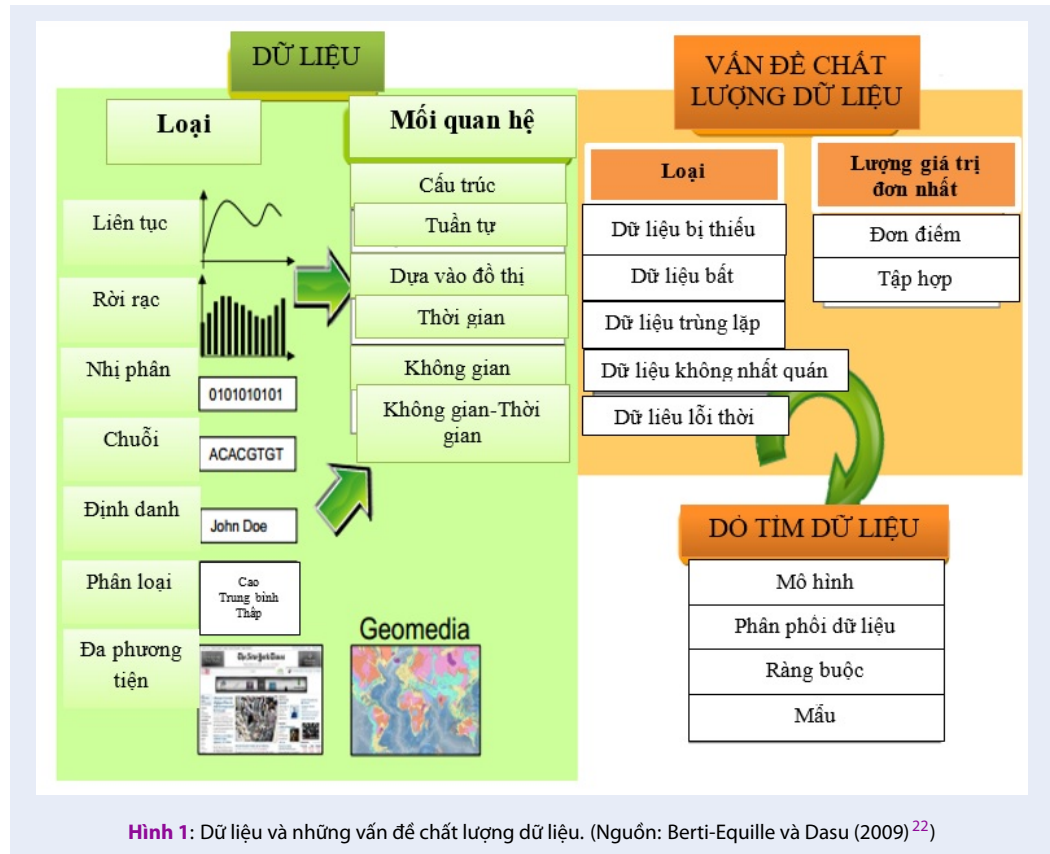 DỮ LIỆU
Loại
Liên tục
Rời rạc
Nhị phân
0101010101
Chuỗi
ACACGTGT
Định danh
John Doe
Phân loại
Cao
Trung bình
Thấp
Đa phương
tiện
The New York Times
Mối quan hệ
Cấu trúc
Tuần tự
Dựa vào đồ thị
Thời gian
Không gian
Không gian-Thời
gian
Geomedia
VẤN ĐỀ CHẤT
LƯỢNG DỮ LIỆU
Loại
Dữ liệu bị thiếu
Dữ liệu bất
Dữ liệu trùng lặp
Dữ liệu không nhất quán
Dữ liêu lỗi thời
Lượng giá trị
đơn nhất
Đơn điểm
Tập hợp
DÒ TÌM DỮ LIỆU
Mô hình
Phân phối dữ liệu
Ràng buộc
Mẫu
Hình 1: Dữ liệu và những vấn đề chất lượng dữ liệu. (Nguồn: Berti-Equille và Dasu (2009) 22)